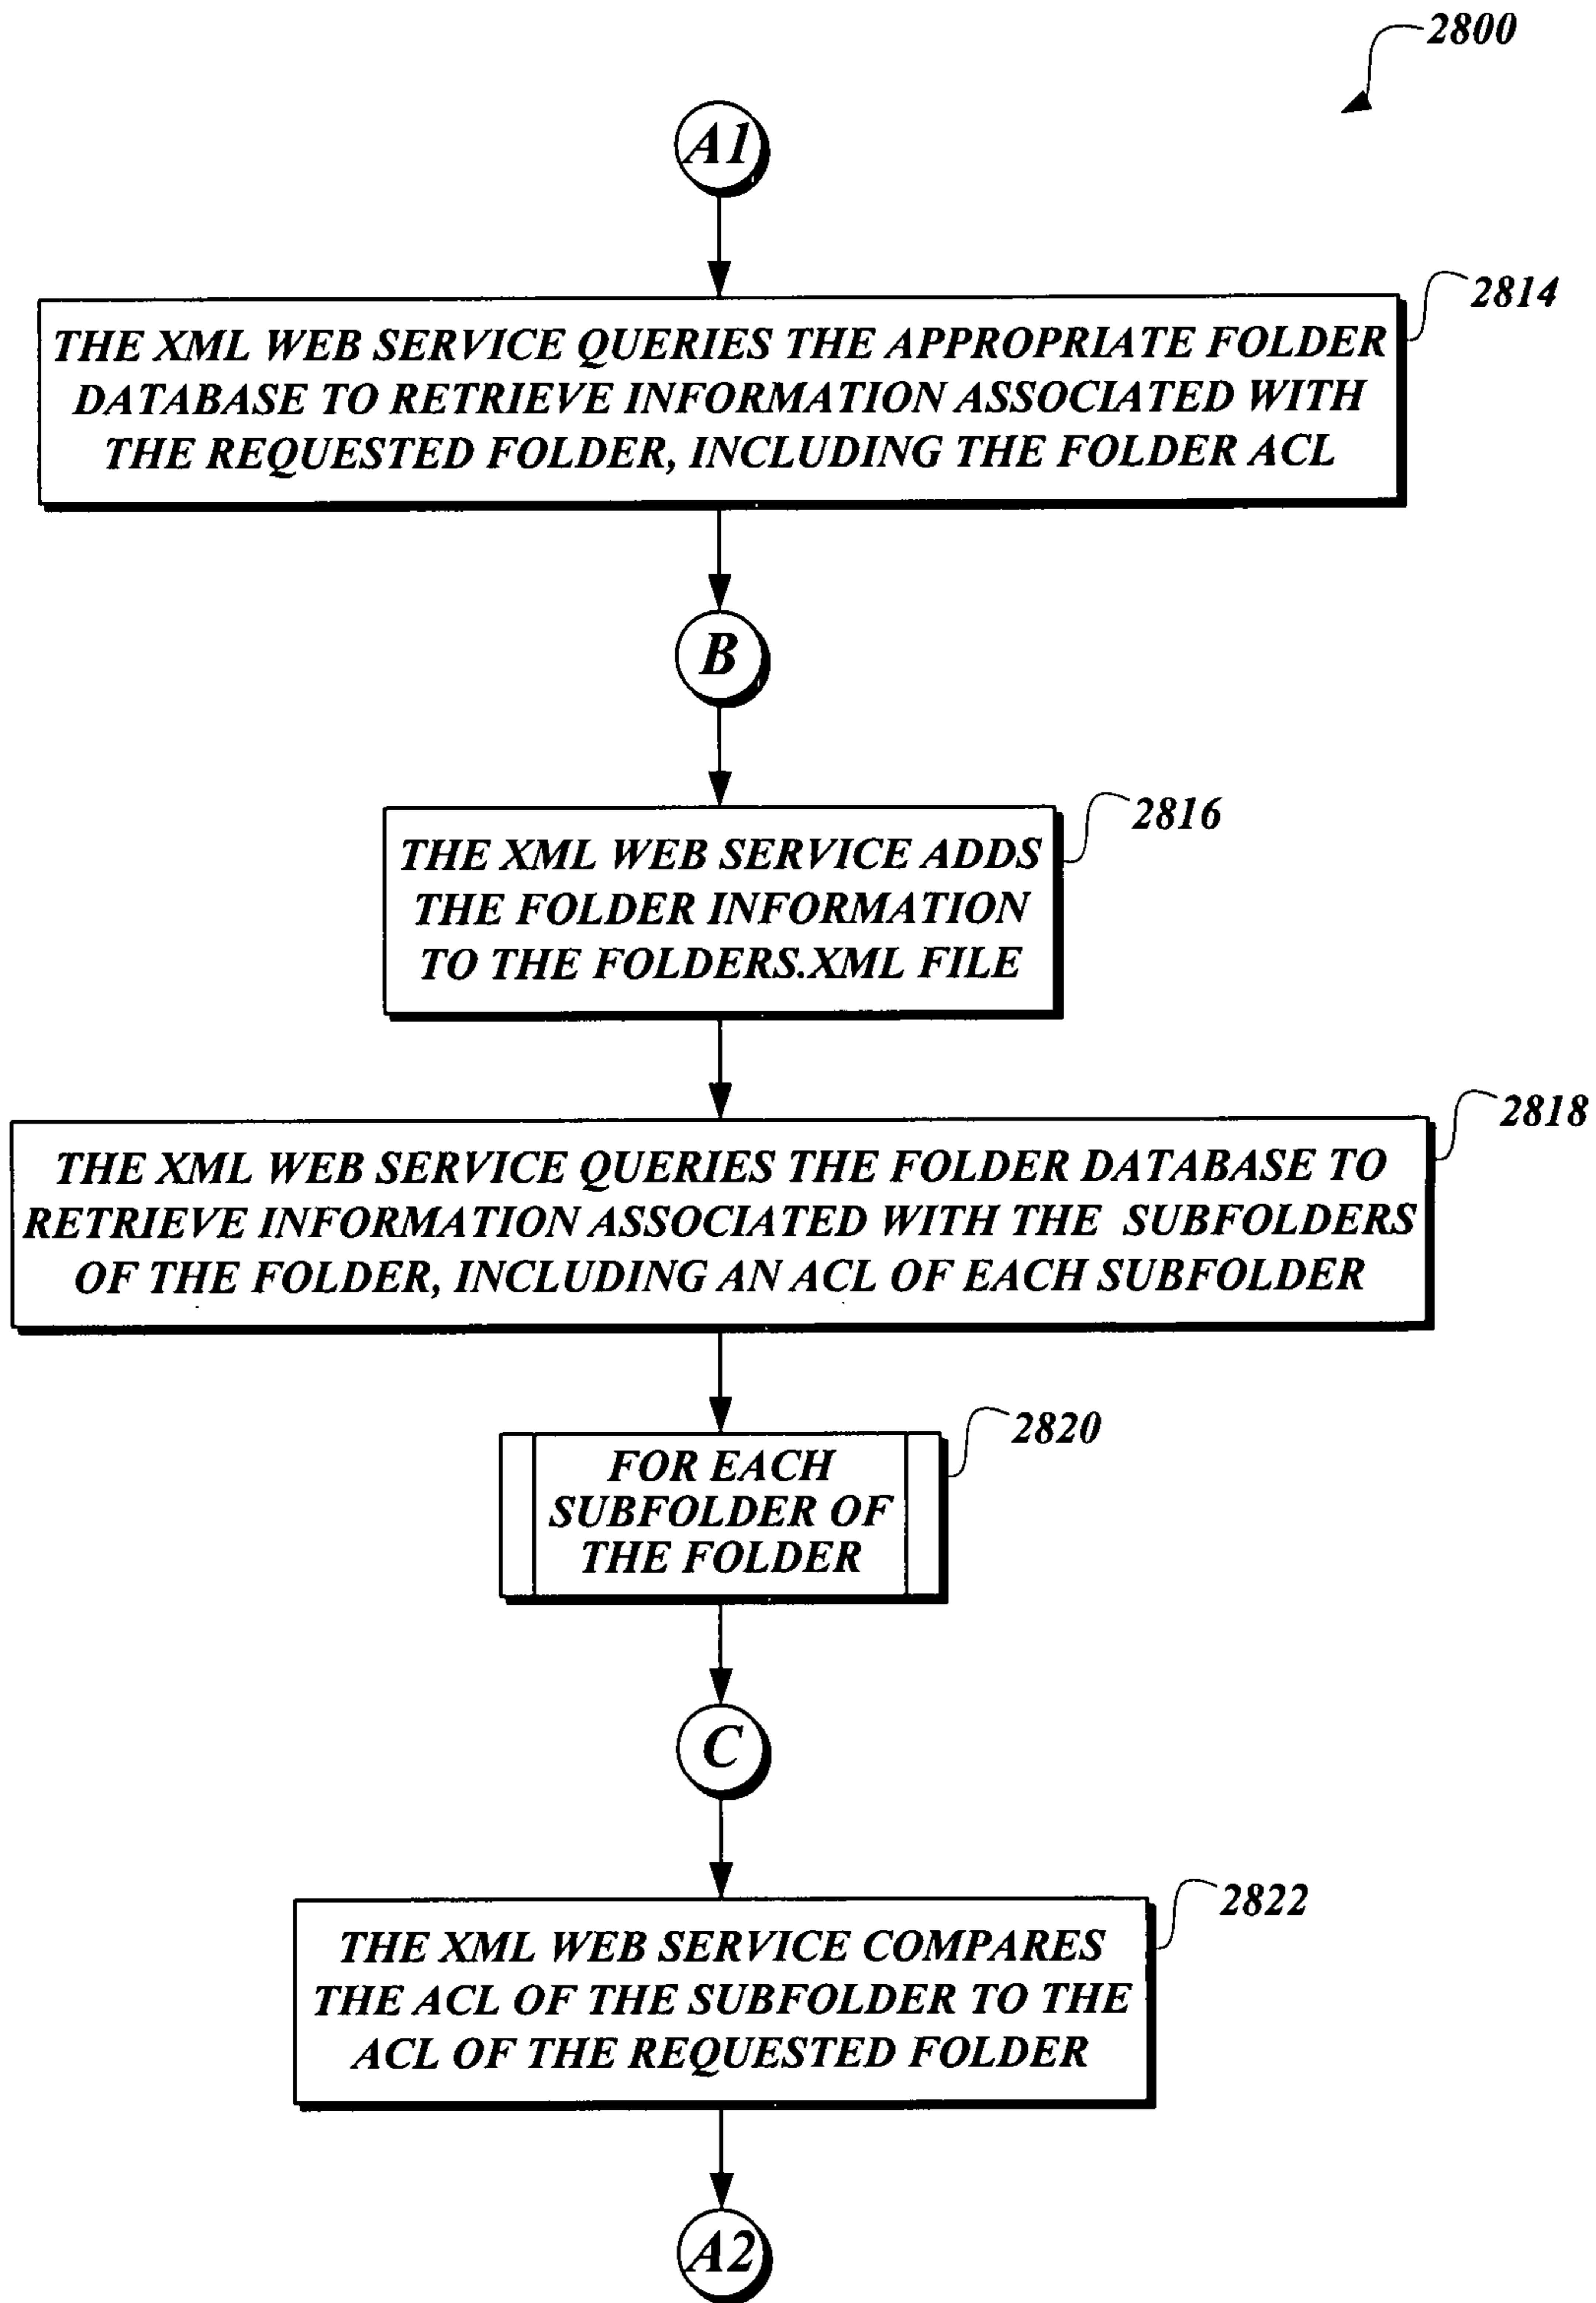 2800
A1
2814
THE XML WEB SERVICE QUERIES THE APPROPRIATE FOLDER
DATABASE TO RETRIEVE INFORMATION ASSOCIATED WITH
THE REQUESTED FOLDER, INCLUDING THE FOLDER ACL
B
2816
THE XML WEB SERVICE ADDS
THE FOLDER INFORMATION
TO THE FOLDERS.XML FILE
2818
THE XML WEB SERVICE QUERIES THE FOLDER DATABASE TO
RETRIEVE INFORMATION ASSOCIATED WITH THE SUBFOLDERS
OF THE FOLDER, INCLUDING AN ACL OF EACH SUBFOLDER
2820
FOR EACH
SUBFOLDER OF
THE FOLDER
C
2822
THE XML WEB SERVICE COMPARES
THE ACL OF THE SUBFOLDER TO THE
ACL OF THE REQUESTED FOLDER
A2